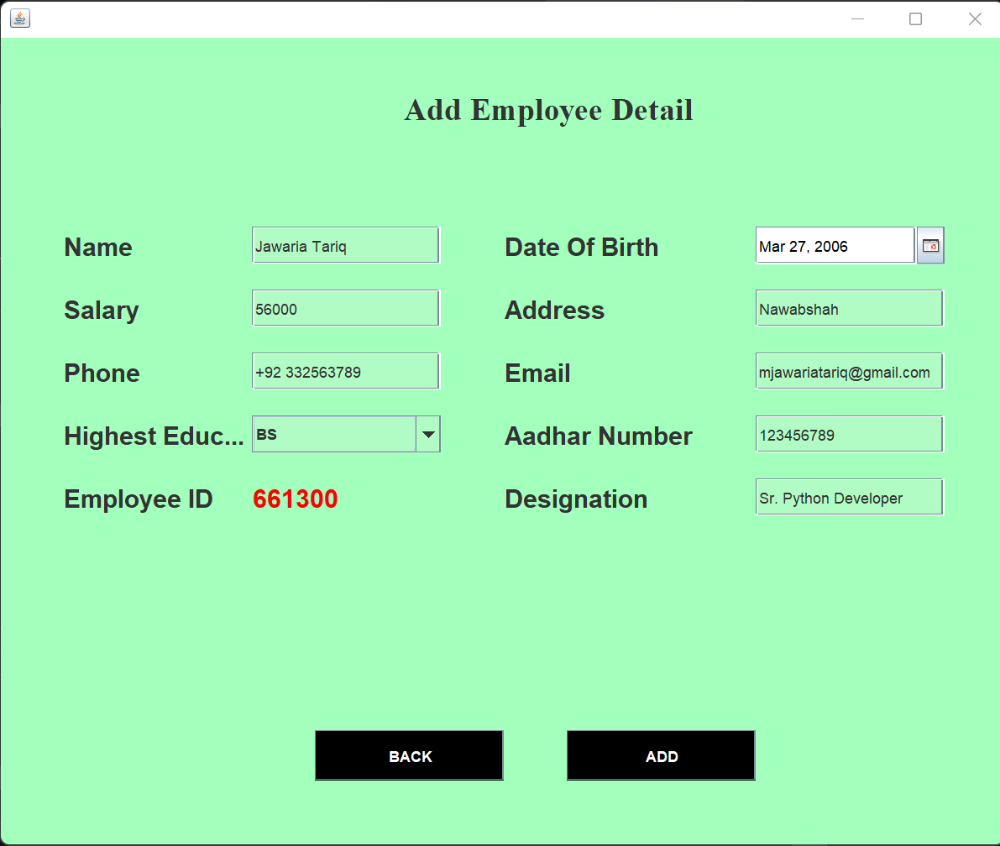 Add Employee Detail
Name Jawaria Tariq Date Of Birth Mar 27, 2006
Salary 56000 Address Nawabshah
Phone +92 332563789 Email mjawariatariq@gmail.com
Highest Educ... BS Aadhar Number 123456789
Employee ID 661300 Designation Sr. Python Developer
BACK ADD